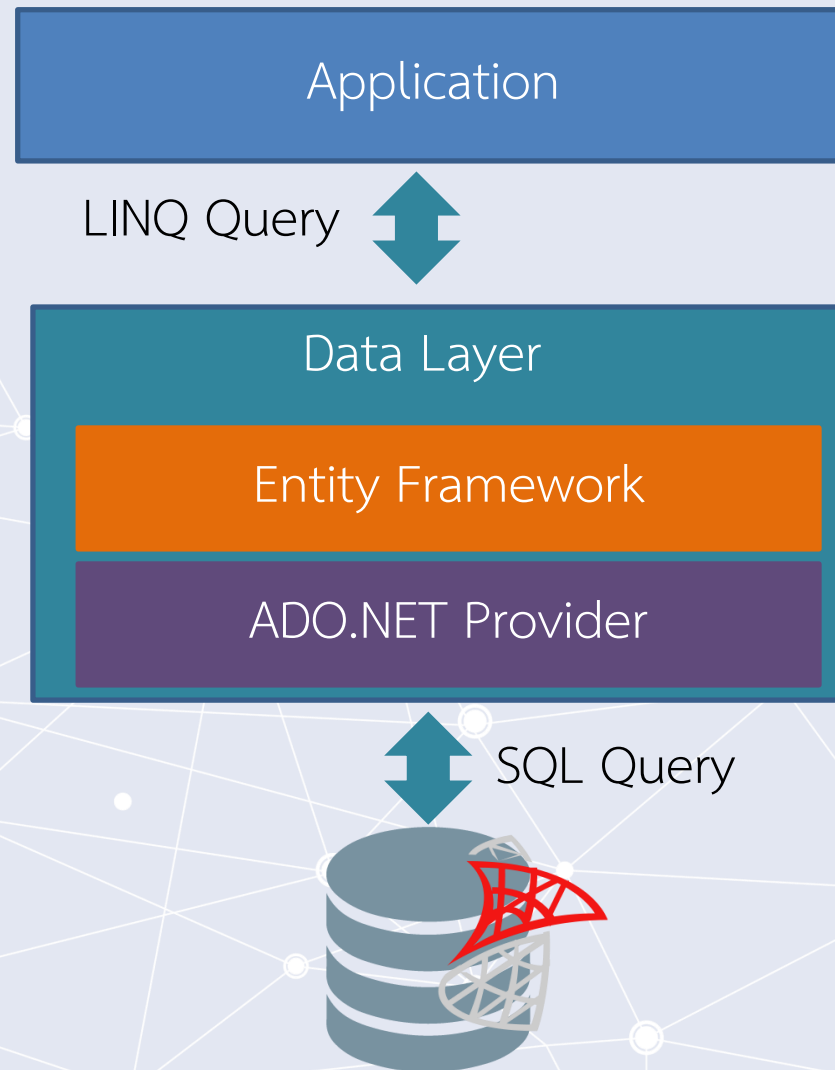 Application
LINQ Query
Data Layer
Entity Framework
ADO.NET Provider
SQL Query